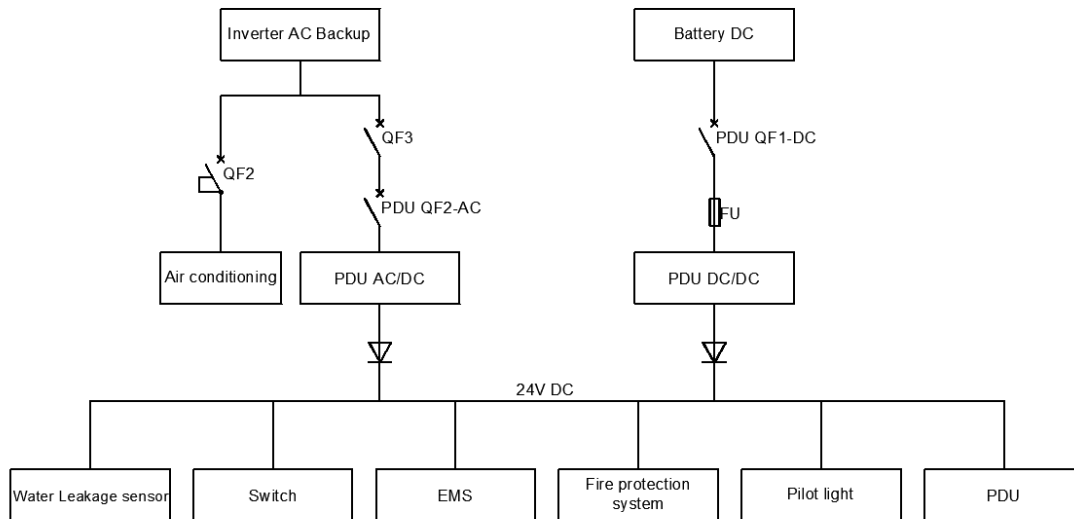 Inverter AC Backup
Battery DC
QF3
PDU QF1-DC
QF2
PDU QF2-AC
FU
Air conditioning
PDU AC/DC
PDU DC/DC
24V DC
Water Leakage sensor
Switch
EMS
Fire protection
system
Pilot light
PDU